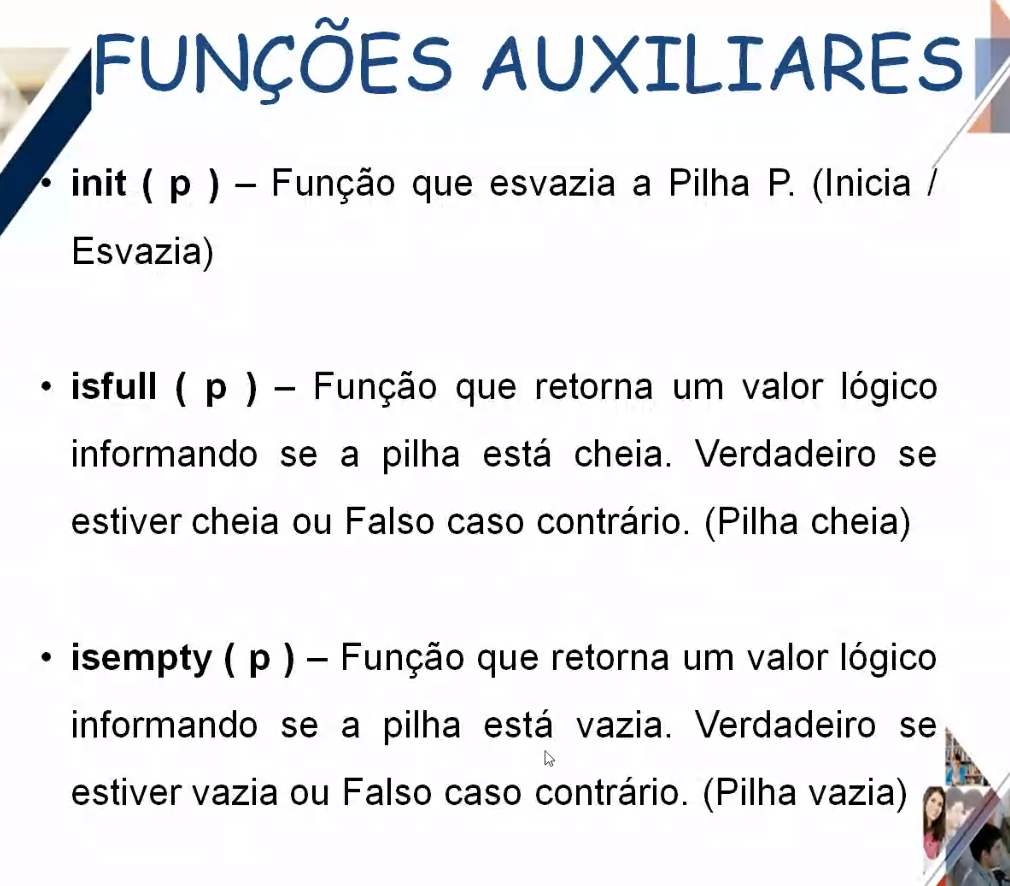 FUNÇÕES AUXILIARES
• init ( p ) – Função que esvazia a Pilha P. (Inicia /
Esvazia)
• isfull ( p ) – Função que retorna um valor lógico
informando se a pilha está cheia. Verdadeiro se
estiver cheia ou Falso caso contrário. (Pilha cheia)
• isempty ( p ) – Função que retorna um valor lógico
informando se a pilha está vazia. Verdadeiro se
estiver vazia ou Falso caso contrário. (Pilha vazia)